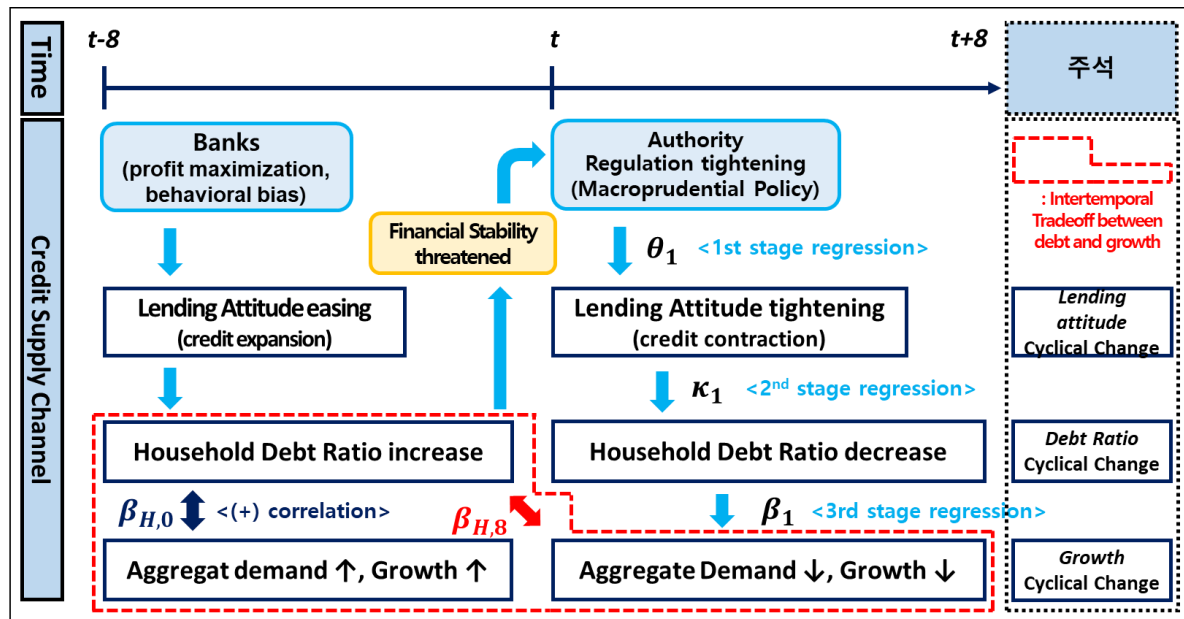 Time
t-8
t
t+8
주석
Credit Supply Channel
Banks
(profit maximization,
behavioral bias)
Authority
Regulation tightening
(Macroprudential Policy)
Financial Stability
threatened
: Intertemporal
Tradeoff between
debt and growth
θ₁ <1st stage regression>
Lending Attitude easing
(credit expansion)
Lending Attitude tightening
(credit contraction)
Lending
attitude
Cyclical Change
κ₁ <2nd stage regression>
Household Debt Ratio increase
Household Debt Ratio decrease
Debt Ratio
Cyclical Change
β_H,0 <(+) correlation>
β_H,8
β₁ <3rd stage regression>
Aggregat demand ↑, Growth ↑
Aggregate Demand ↓, Growth ↓
Growth
Cyclical Change